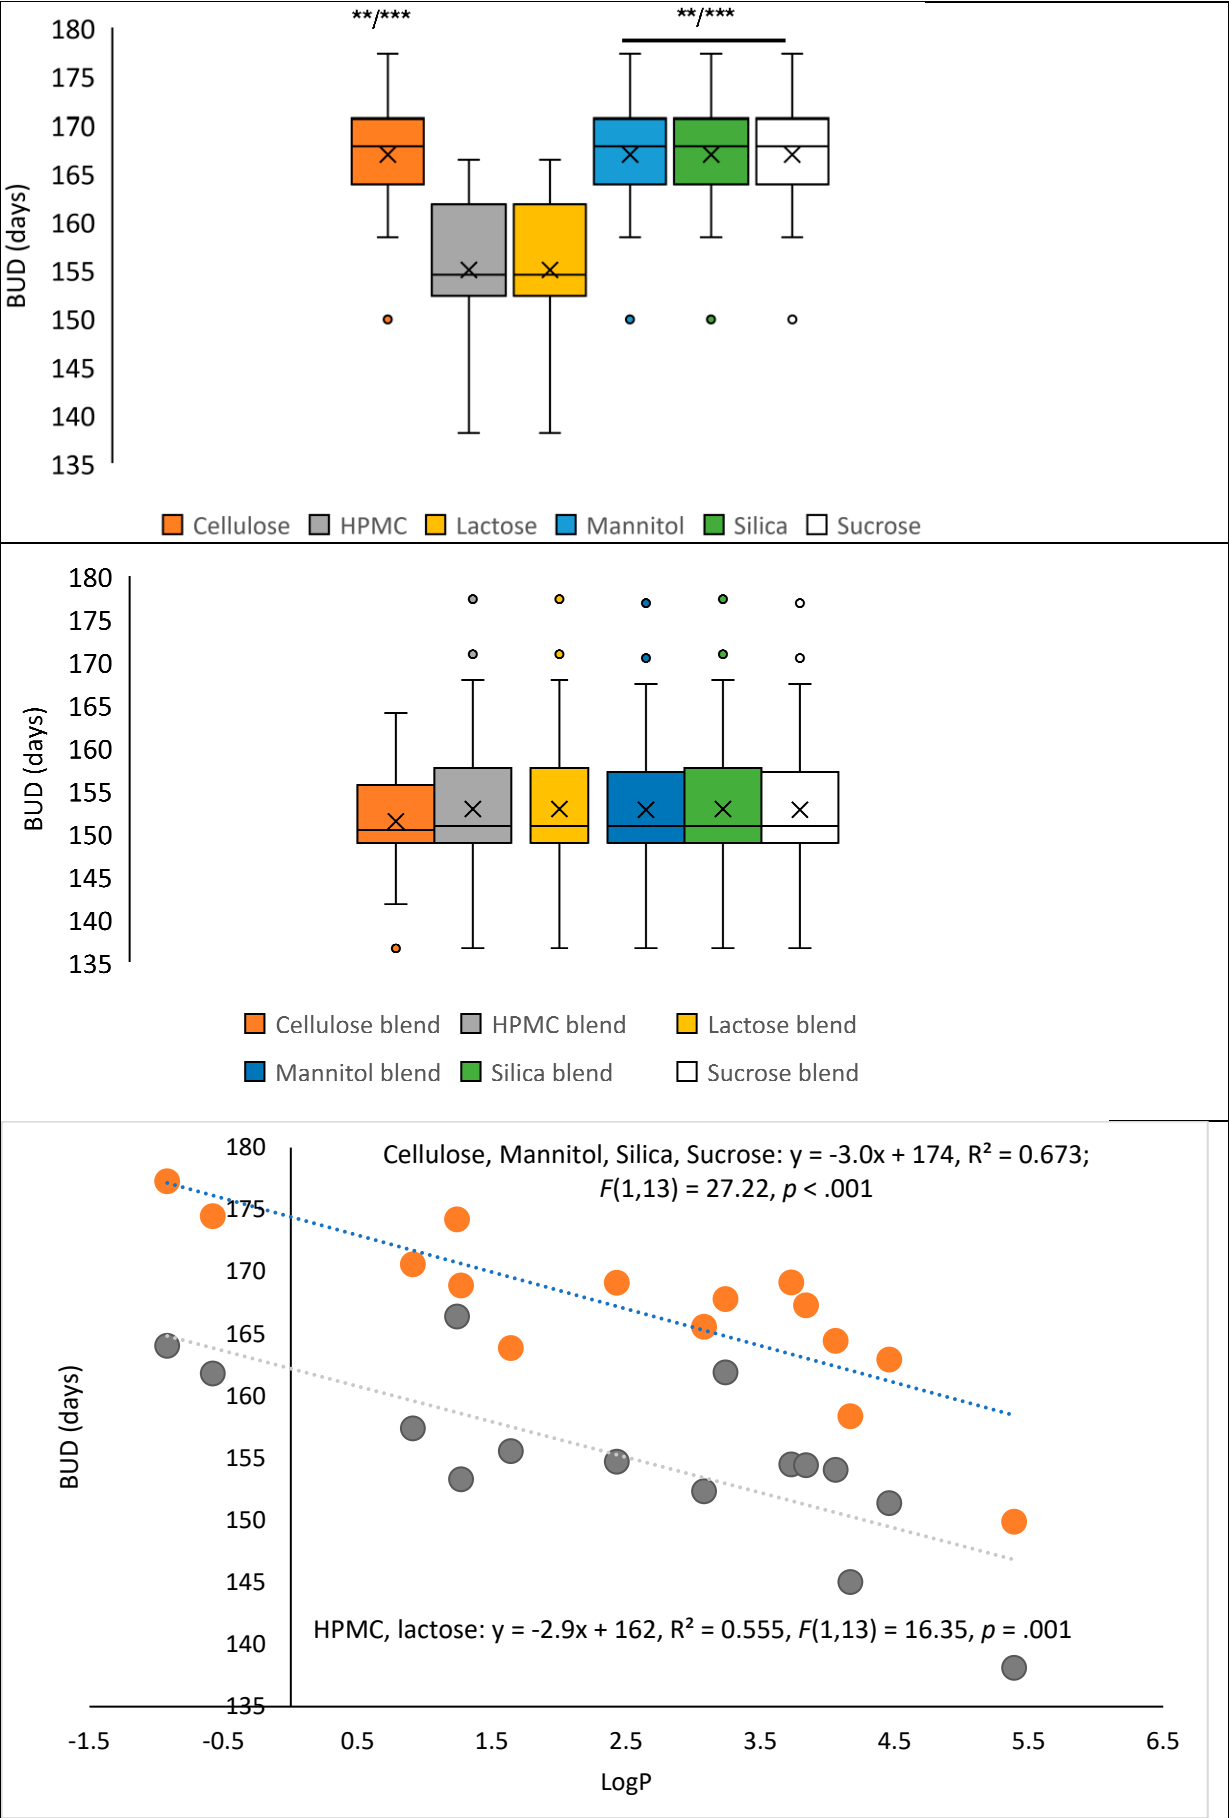 **/***
**/***
180
175
170
165
160
155
150
145
140
135
BUD (days)
Cellulose HPMC Lactose Mannitol Silica Sucrose
180
175
170
165
160
155
150
145
140
135
BUD (days)
Cellulose blend HPMC blend Lactose blend
Mannitol blend Silica blend Sucrose blend
Cellulose, Mannitol, Silica, Sucrose: y = -3.0x + 174, R² = 0.673;
F(1,13) = 27.22, p < .001
180
175
170
165
160
155
150
145
140
135
BUD (days)
HPMC, lactose: y = -2.9x + 162, R² = 0.555, F(1,13) = 16.35, p = .001
-1.5 -0.5 0.5 1.5 2.5 3.5 4.5 5.5 6.5
LogP